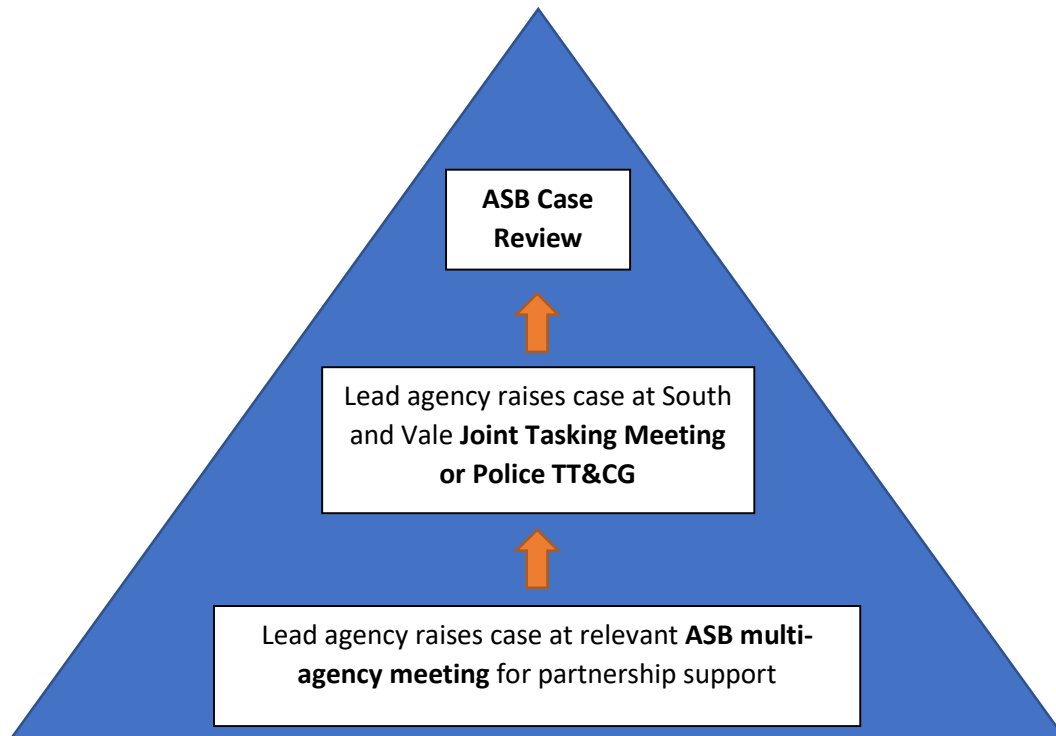 ASB Case
Review
Lead agency raises case at South
and Vale Joint Tasking Meeting
or Police TT&CG
Lead agency raises case at relevant ASB multi-
agency meeting for partnership support